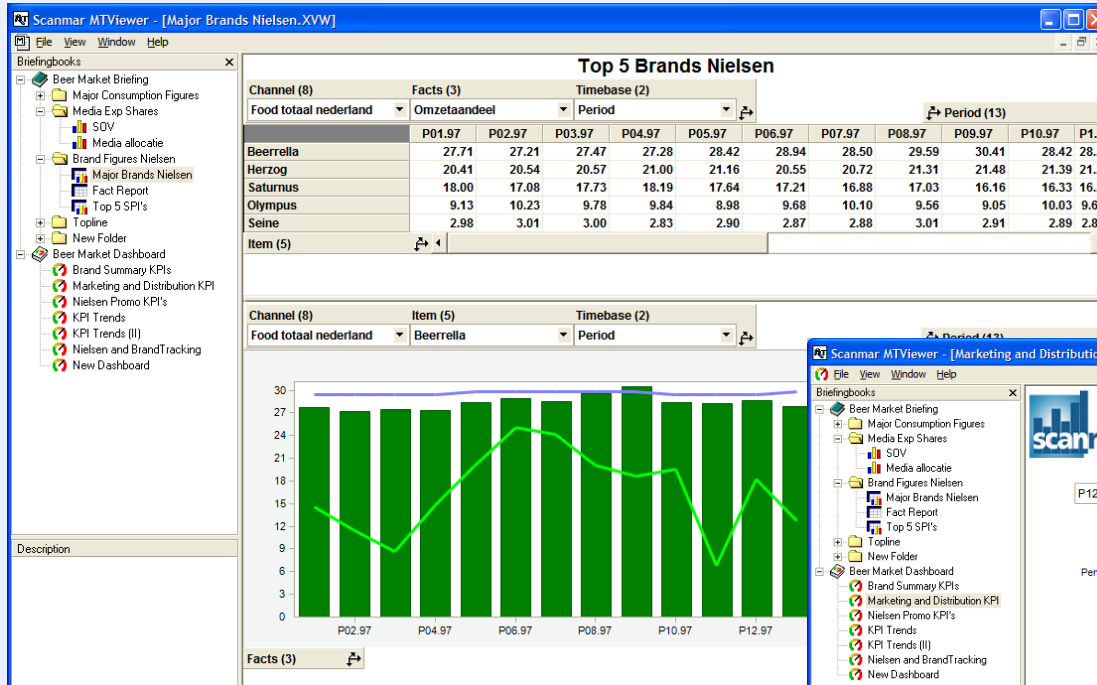 Scanmar MTViewer - [Major Brands Nielsen.XVW]
File View Window Help
Briefingbooks
Beer Market Briefing
Major Consumption Figures
Media Exp Shares
SOV
Media allocatie
Brand Figures Nielsen
Major Brands Nielsen
Fact Report
Top 5 SPI's
Topline
New Folder
Beer Market Dashboard
Brand Summary KPIs
Marketing and Distribution KPI
Nielsen Promo KPI's
KPI Trends
KPI Trends (II)
Nielsen and BrandTracking
New Dashboard
Description
Top 5 Brands Nielsen
Channel (8) Facts (3) Timebase (2)
Food totaal nederland Omzetaandeel Period
Period (13)
P01.97 P02.97 P03.97 P04.97 P05.97 P06.97 P07.97 P08.97 P09.97 P10.97 P1.
Beerrella 27.71 27.21 27.47 27.28 28.42 28.94 28.50 29.59 30.41 28.42 28.
Herzog 20.41 20.54 20.57 21.00 21.16 20.55 20.72 21.31 21.48 21.39 21.
Saturnus 18.00 17.08 17.73 18.19 17.64 17.21 16.88 17.03 16.16 16.33 16.
Olympus 9.13 10.23 9.78 9.84 8.98 9.68 10.10 9.56 9.05 10.03 9.6
Seine 2.98 3.01 3.00 2.83 2.90 2.87 2.88 3.01 2.91 2.89 2.8
Item (5)
Channel (8) Item (5) Timebase (2)
Food totaal nederland Beerrella Period
Period (13)
30
27
24
21
18
15
12
9
6
3
0
P02.97 P04.97 P06.97 P08.97 P10.97 P12.97
Facts (3)
Scanmar MTViewer - [Marketing and Distributio
File View Window Help
Briefingbooks
Beer Market Briefing
Major Consumption Figures
Media Exp Shares
SOV
Media allocatie
Brand Figures Nielsen
Major Brands Nielsen
Fact Report
Top 5 SPI's
Topline
New Folder
Beer Market Dashboard
Brand Summary KPIs
Marketing and Distribution KPI
Nielsen Promo KPI's
KPI Trends
KPI Trends (II)
Nielsen and BrandTracking
New Dashboard
scanr
P12
Per